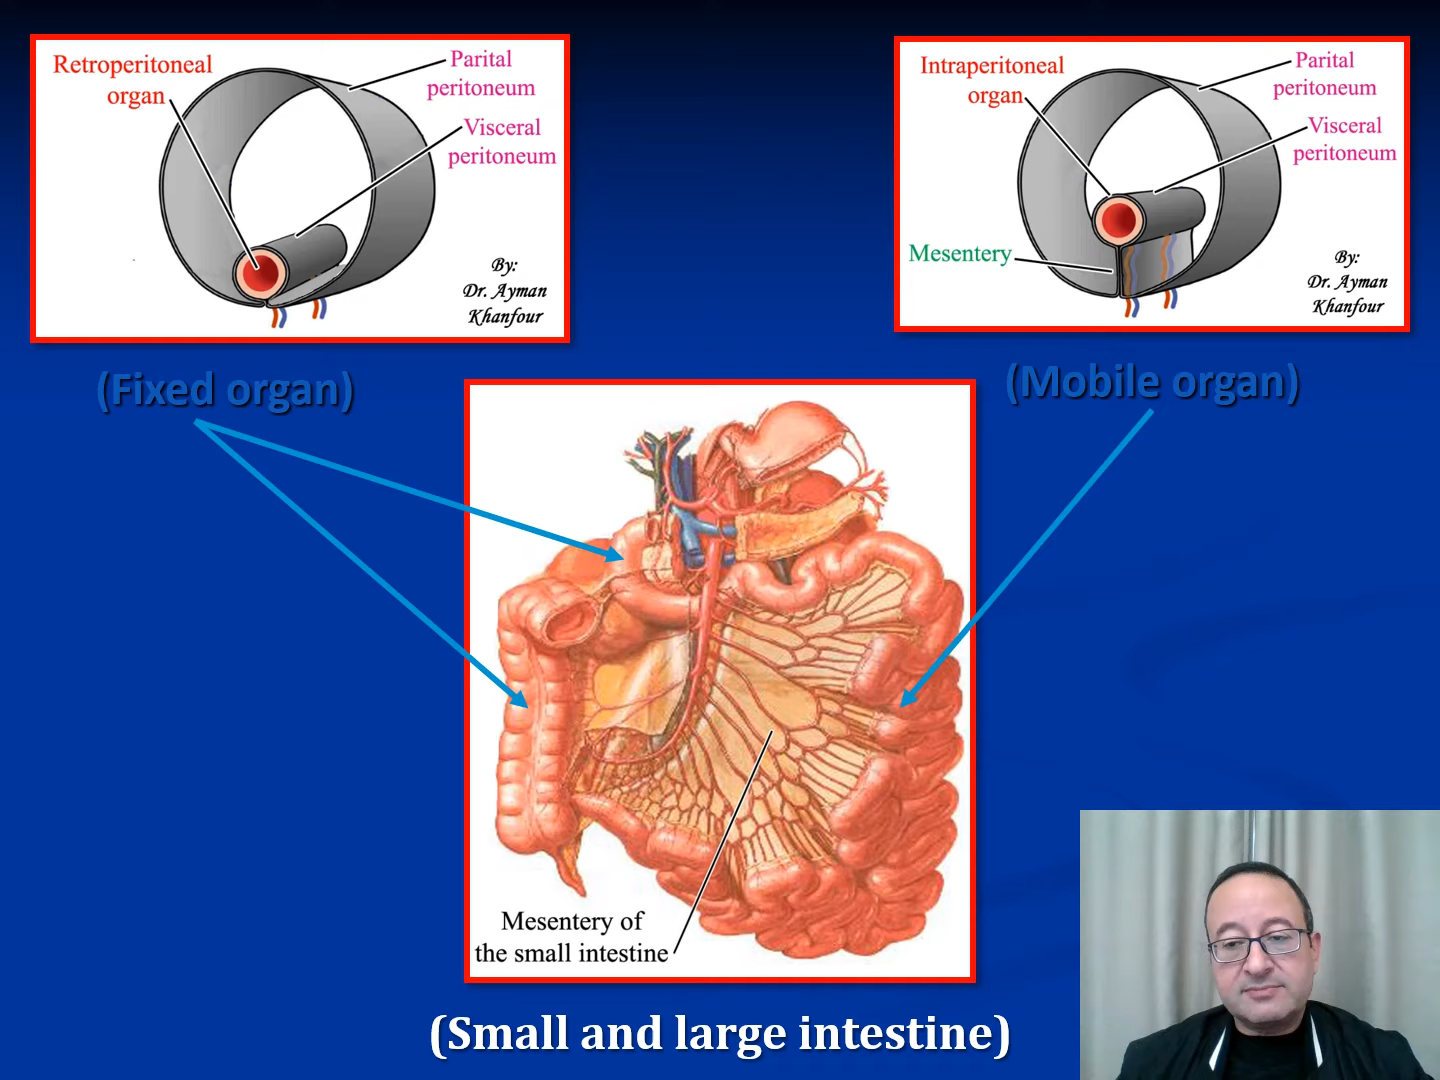 Retroperitoneal
organ
Parital
peritoneum
Visceral
peritoneum
By:
Dr. Ayman
Khanfour
Intraperitoneal
organ
Parital
peritoneum
Visceral
peritoneum
Mesentery
By:
Dr. Ayman
Khanfour
(Fixed organ)
(Mobile organ)
Mesentery of
the small intestine
(Small and large intestine)